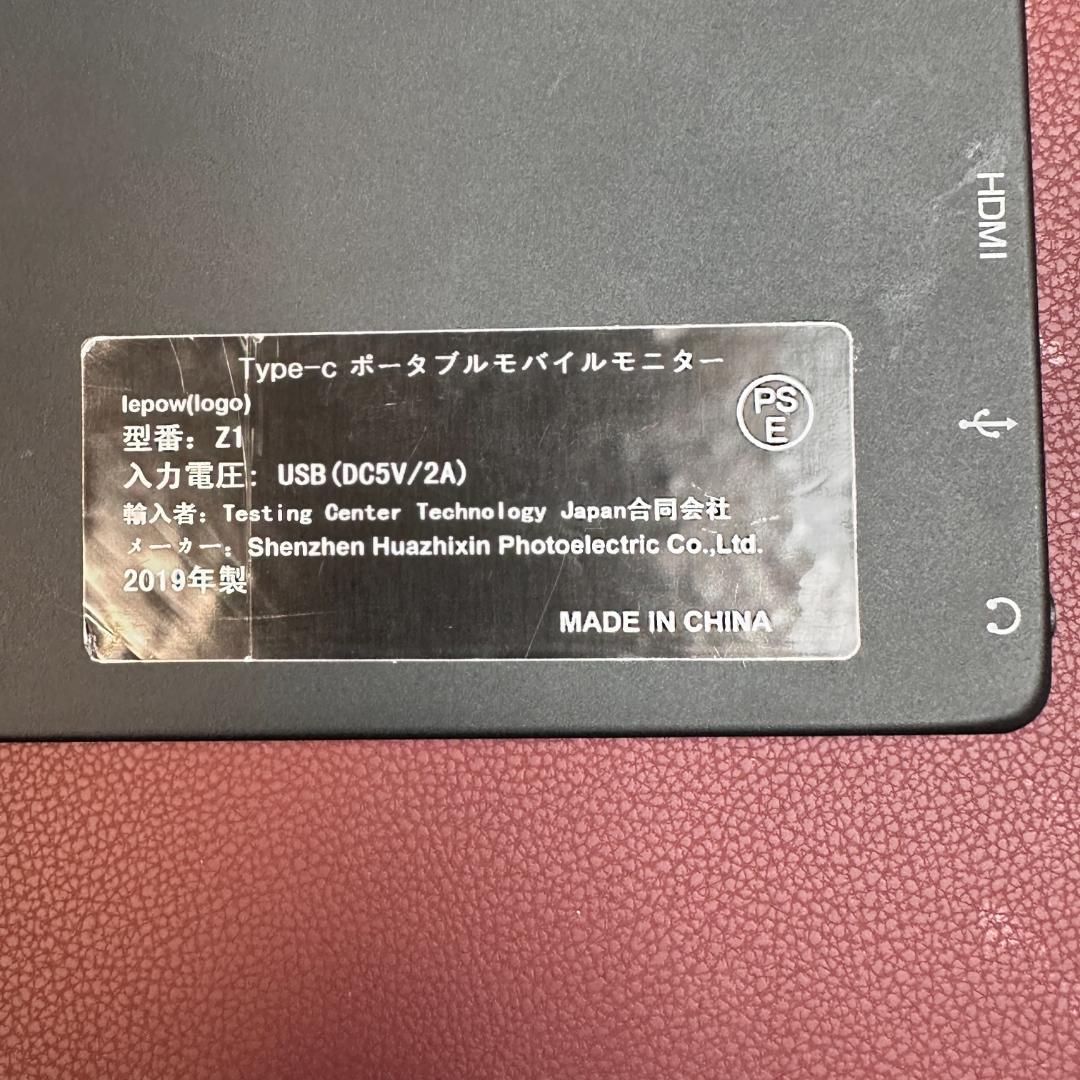 HDMI
Type-c ポータブルモバイルモニター
lepow(logo)
PS
E
型番: Z1
入力電圧: USB(DC5V/2A)
輸入者: Testing Center Technology Japan合同会社
メーカー: Shenzhen Huazhixin Photoelectric Co.,Ltd.
2019年製
MADE IN CHINA